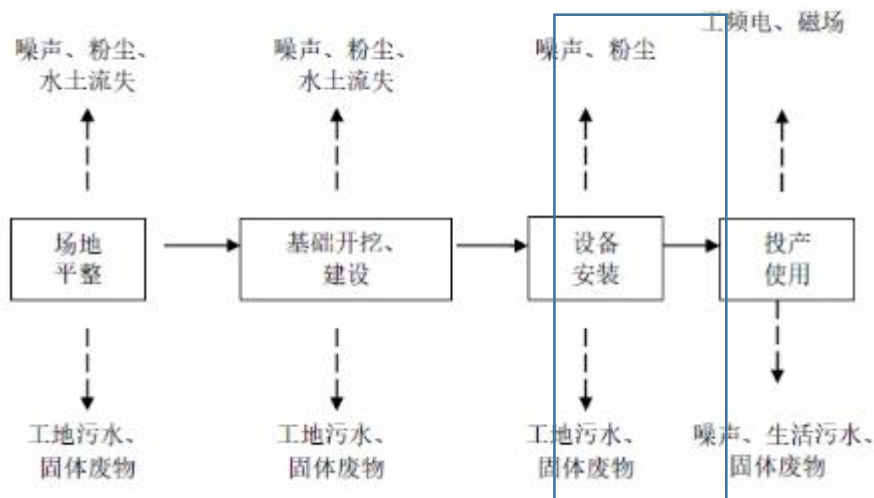 工频电、磁场
噪声、粉尘、
水土流失
噪声、粉尘、
水土流失
噪声、粉尘
场地
平整
基础开挖、
建设
设备
安装
投产
使用
工地污水、
固体废物
工地污水、
固体废物
工地污水、
固体废物
噪声、生活污水、
固体废物